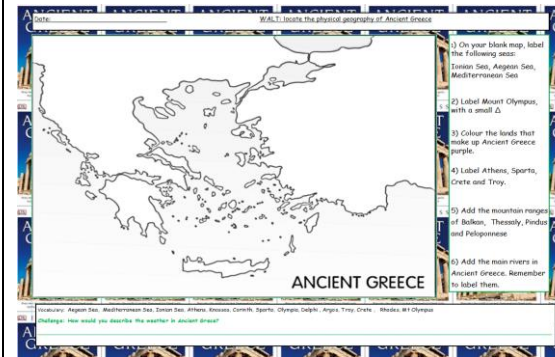 Date:
WALT: locate the physical geography of Ancient Greece
1) On your blank map, label
the following seas:
Ionian Sea, Aegean Sea,
Mediterranean Sea
2) Label Mount Olympus,
with a small Δ
3) Colour the lands that
make up Ancient Greece
purple.
4) Label Athens, Sparta,
Crete and Troy.
5) Add the mountain ranges
of Balkan, Thessaly, Pindus
and Peloponnese
6) Add the main rivers in
Ancient Greece. Remember
to label them.
ANCIENT GREECE
Vocabulary: Aegean Sea, Mediterranean Sea, Ionian Sea, Athens, Knossos, Corinth, Sparta, Olympia, Delphi, Argos, Troy, Crete, Rhodes, Mt Olympus
Challenge: How would you describe the weather in Ancient Greece?